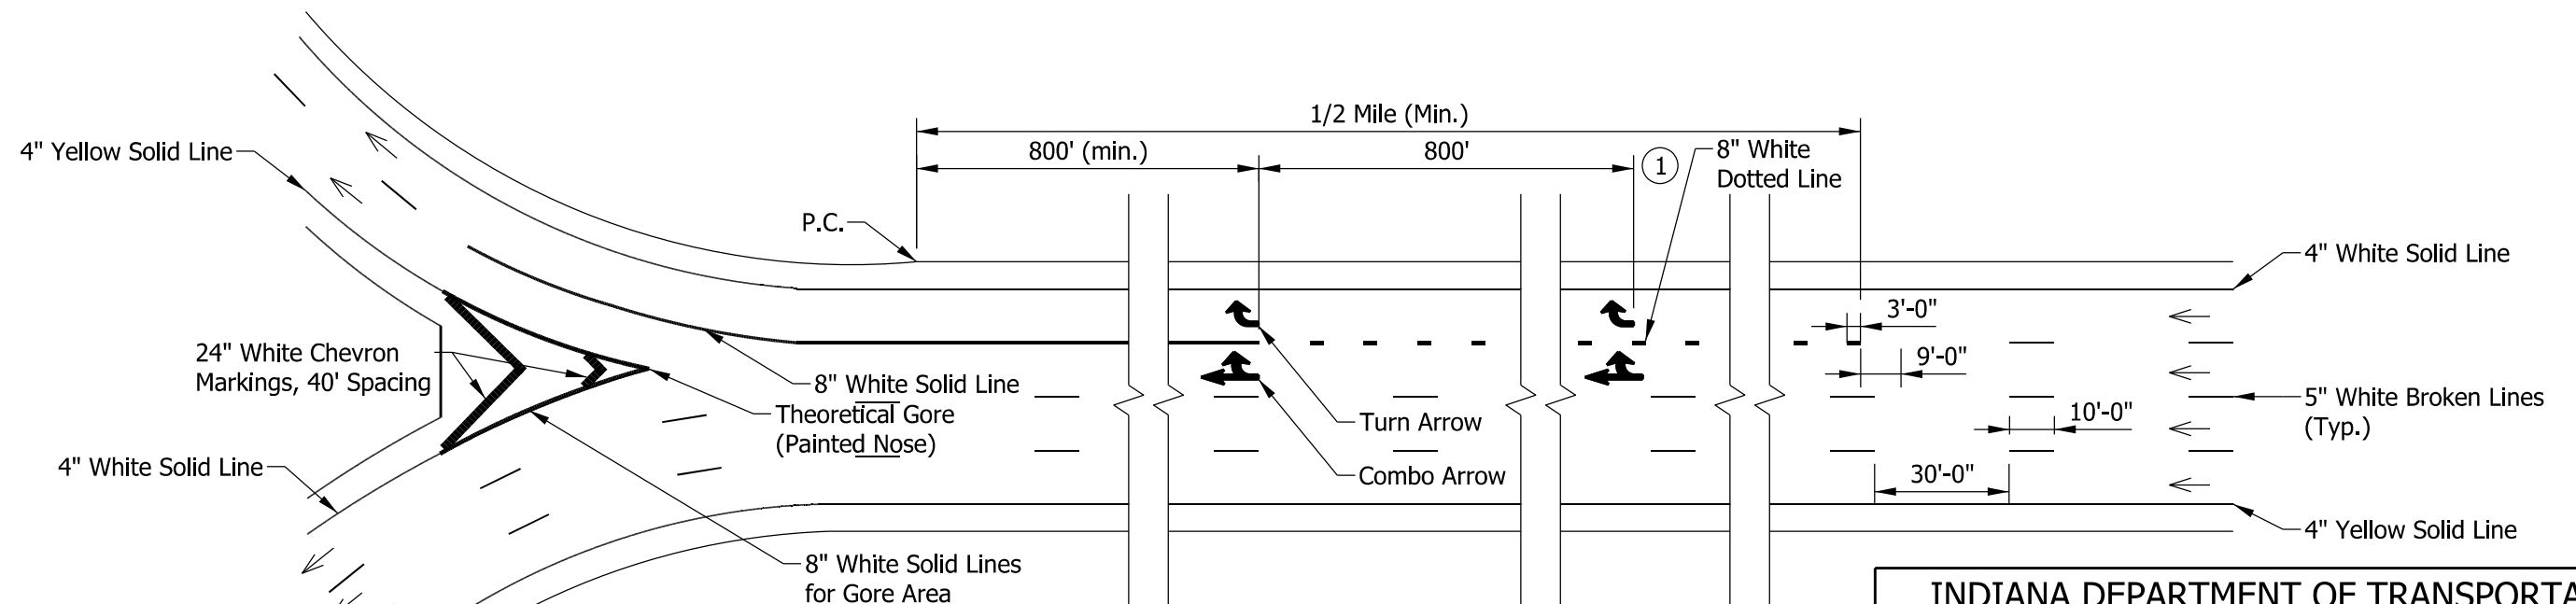 1/2 Mile (Min.)
800' (min.)
800'
1
8" White
Dotted Line
4" Yellow Solid Line
P.C.
4" White Solid Line
3'-0"
9'-0"
24" White Chevron
Markings, 40' Spacing
8" White Solid Line
Theoretical Gore
(Painted Nose)
Turn Arrow
Combo Arrow
5" White Broken Lines
(Typ.)
10'-0"
30'-0"
4" White Solid Line
4" Yellow Solid Line
8" White Solid Lines
for Gore Area
INDIANA DEPARTMENT OF TRANSPORTA